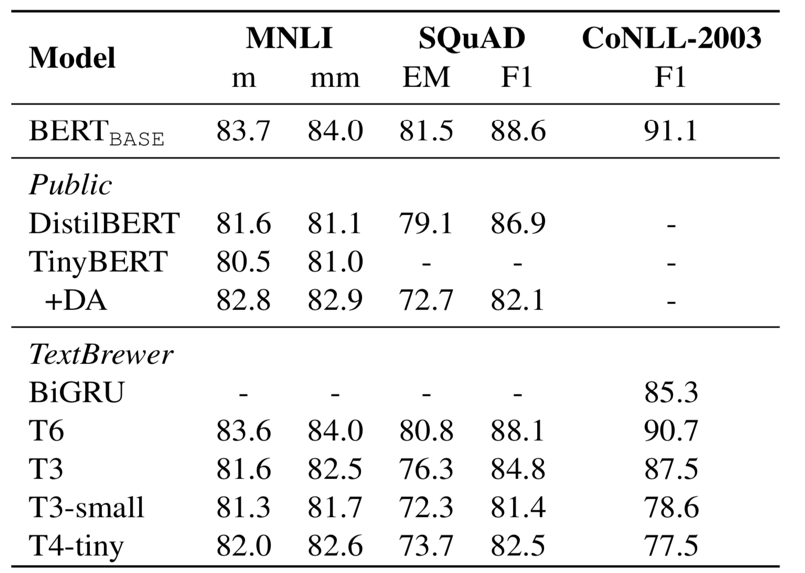 Model MNLI SQuAD CoNLL-2003
m mm EM F1 F1
BERT_BASE 83.7 84.0 81.5 88.6 91.1
Public
DistilBERT 81.6 81.1 79.1 86.9 -
TinyBERT 80.5 81.0 - - -
+DA 82.8 82.9 72.7 82.1 -
TextBrewer
BiGRU - - - - 85.3
T6 83.6 84.0 80.8 88.1 90.7
T3 81.6 82.5 76.3 84.8 87.5
T3-small 81.3 81.7 72.3 81.4 78.6
T4-tiny 82.0 82.6 73.7 82.5 77.5